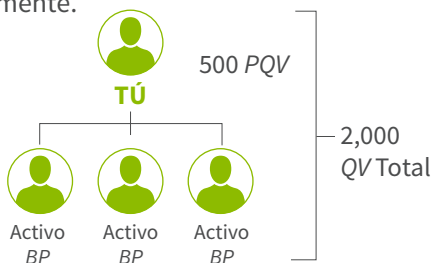 mente.
500 PQV
TÚ
2,000
QV Total
Activo Activo Activo
BP BP BP